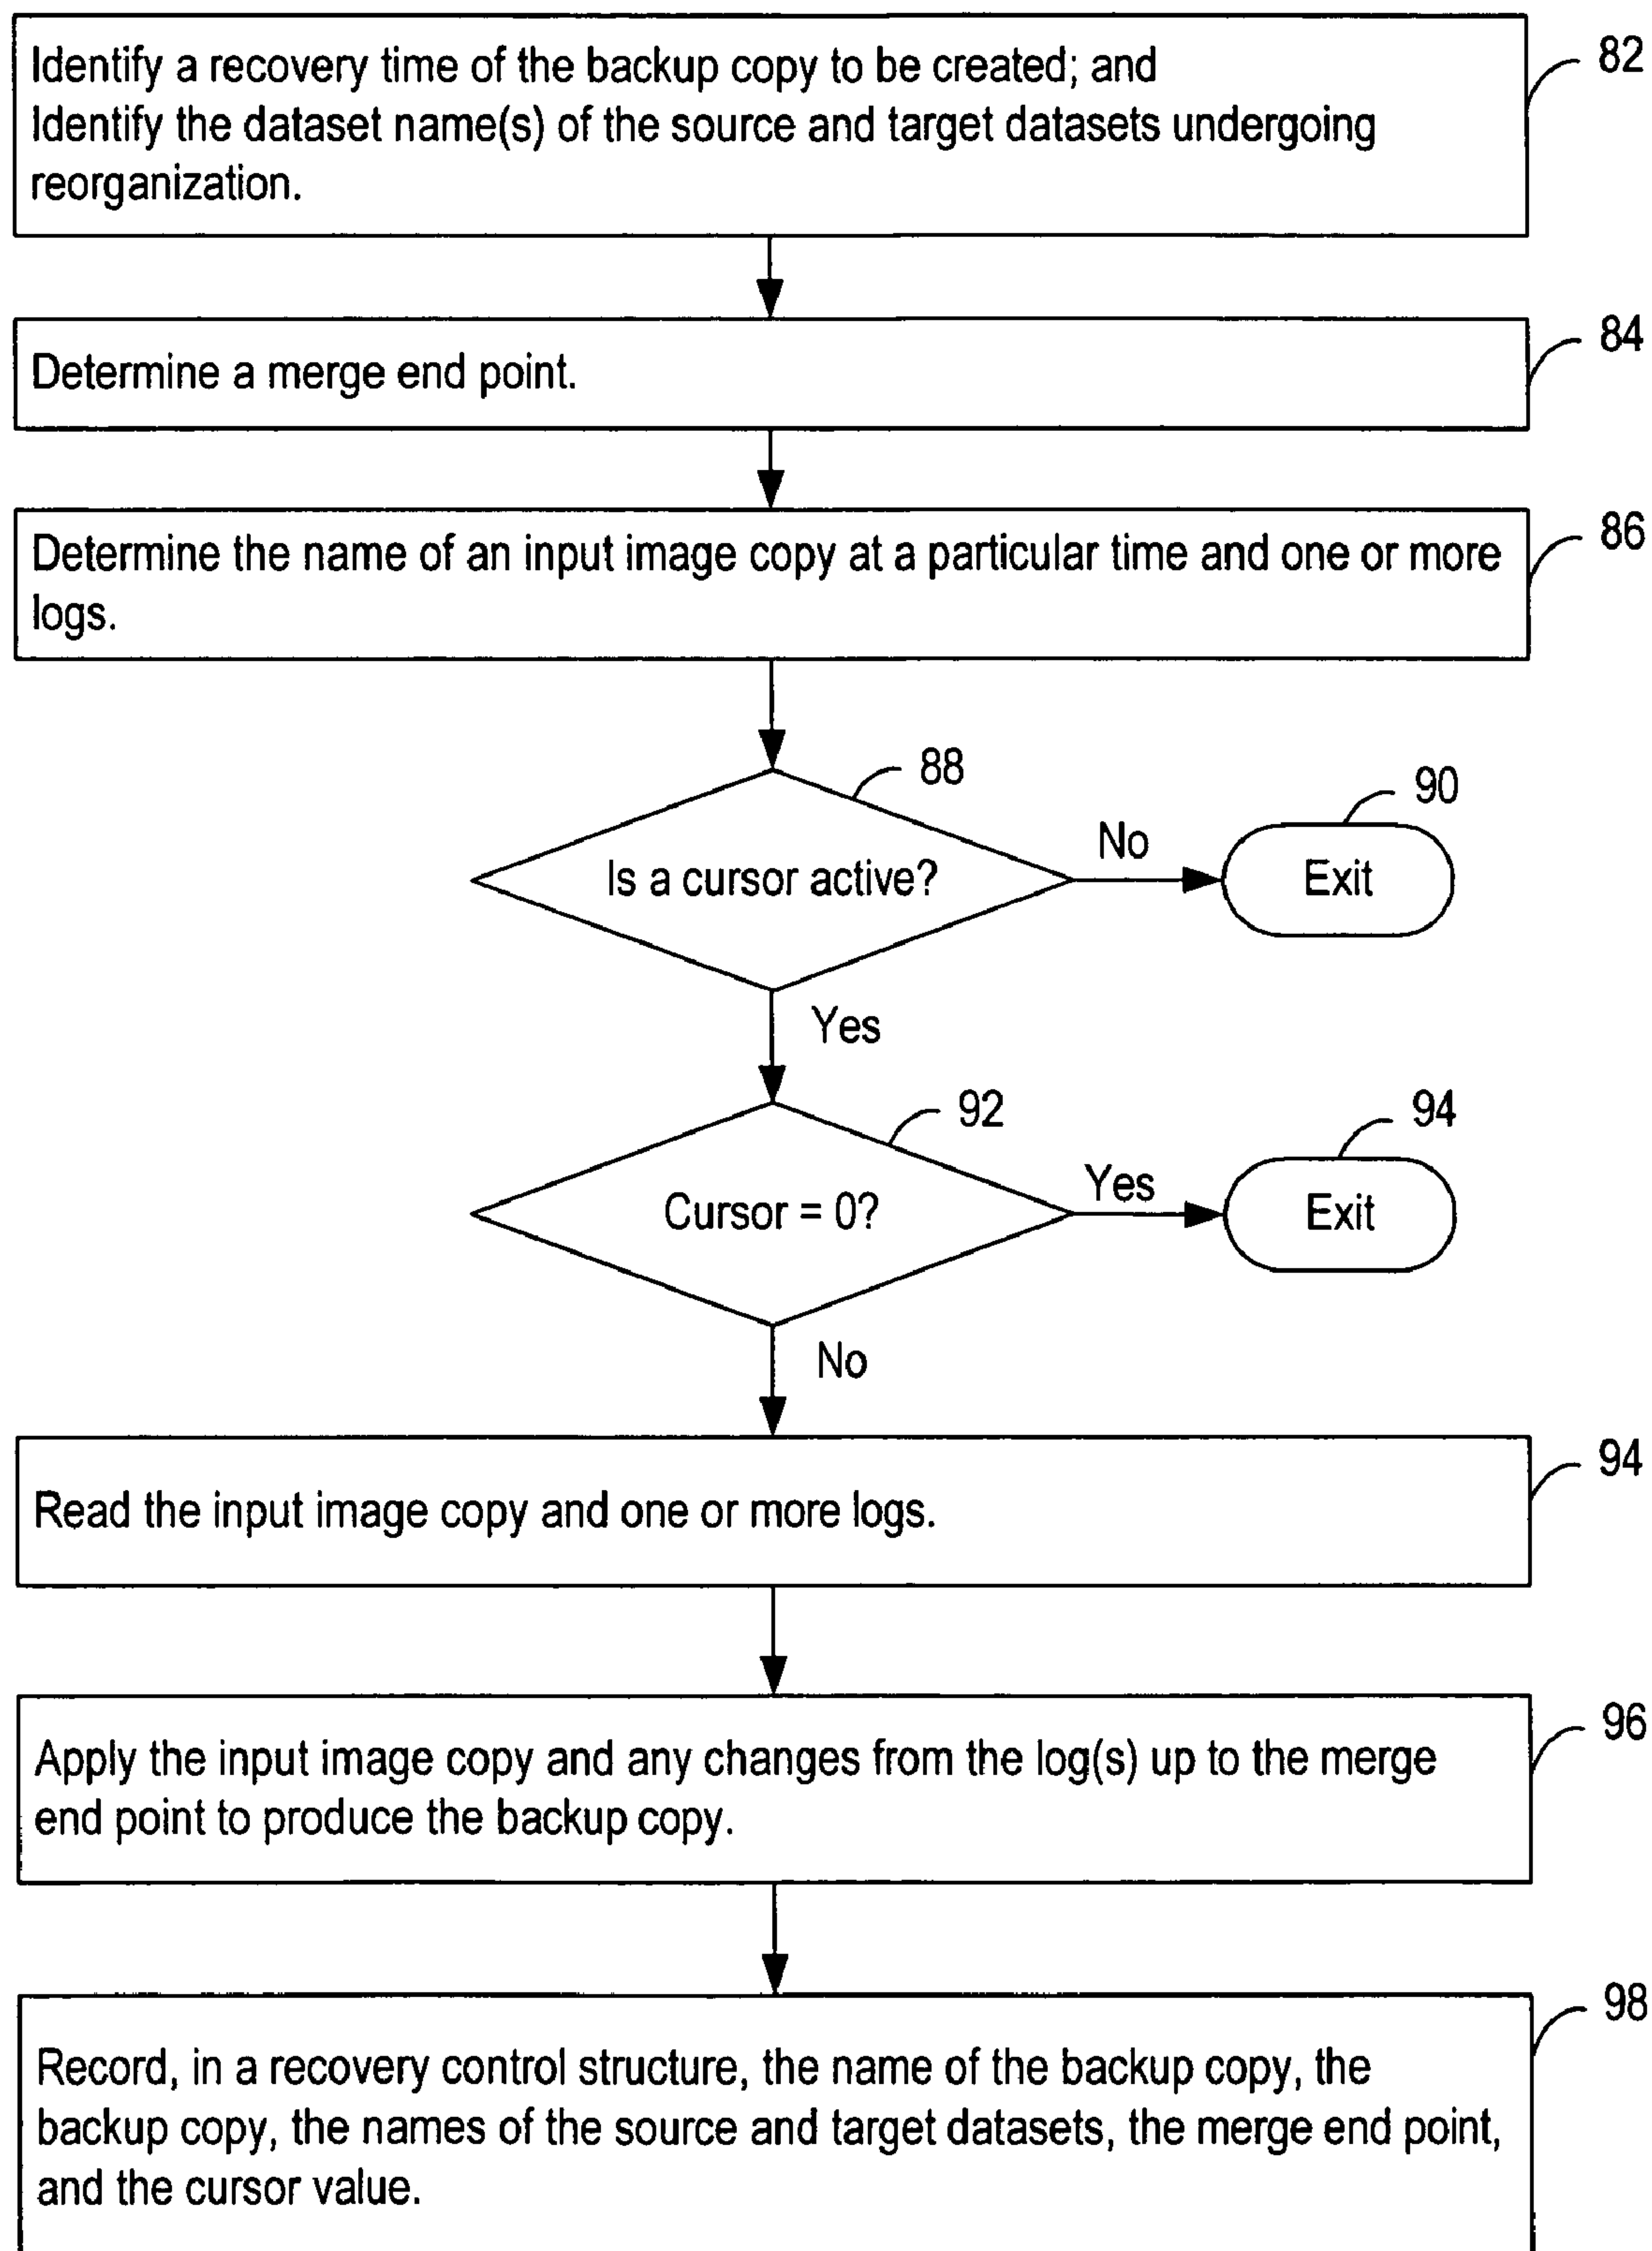 Identify a recovery time of the backup copy to be created; and
Identify the dataset name(s) of the source and target datasets undergoing
reorganization.
82
Determine a merge end point.
84
Determine the name of an input image copy at a particular time and one or more
logs.
86
88
Is a cursor active?
No
90
Exit
Yes
92
Cursor = 0?
Yes
94
Exit
No
Read the input image copy and one or more logs.
94
Apply the input image copy and any changes from the log(s) up to the merge
end point to produce the backup copy.
96
Record, in a recovery control structure, the name of the backup copy, the
backup copy, the names of the source and target datasets, the merge end point,
and the cursor value.
98